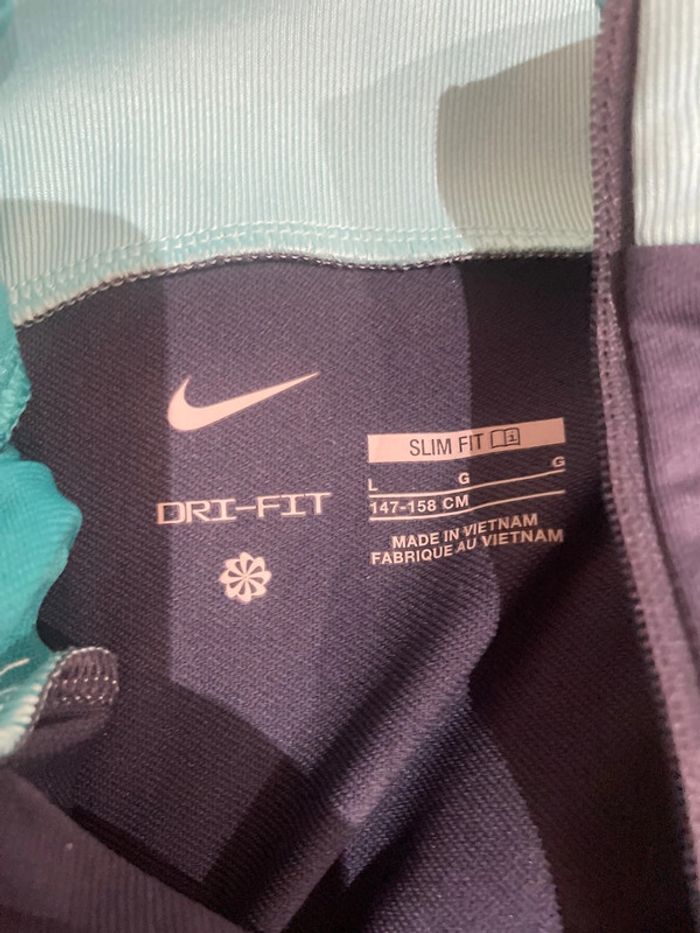 DRI-FIT
SLIM FIT
L G G
147-158 CM
MADE IN VIETNAM
FABRIQUE AU VIETNAM